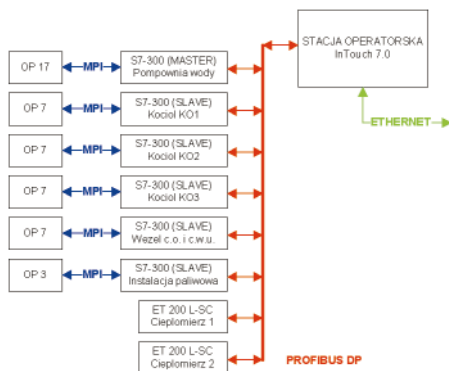 STACJA OPERATORSKA
InTouch 7.0
OP 17
MPI
S7-300 (MASTER)
Pompownia wody
OP 7
MPI
S7-300 (SLAVE)
Kociol KO1
ETHERNET
OP 7
MPI
S7-300 (SLAVE)
Kociol KO2
OP 7
MPI
S7-300 (SLAVE)
Kociol KO3
OP 7
MPI
S7-300 (SLAVE)
Wezel c.o. i c.w.u.
OP 3
MPI
S7-300 (SLAVE)
Instalacja paliwowa
ET 200 L-SC
Cieplomierz 1
ET 200 L-SC
Cieplomierz 2
PROFIBUS DP